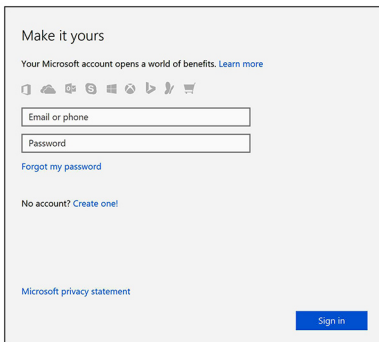 Make it yours
Your Microsoft account opens a world of benefits. Learn more
Email or phone
Password
Forgot my password
No account? Create one!
Microsoft privacy statement
Sign in